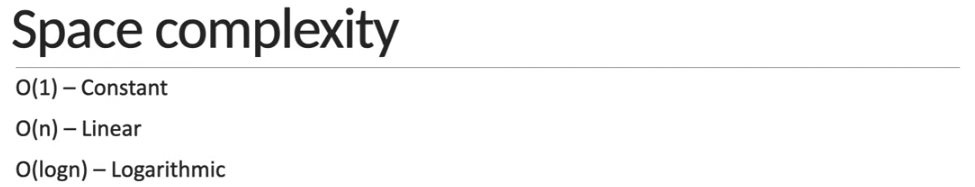 Space complexity
O(1) – Constant
O(n) – Linear
O(logn) – Logarithmic